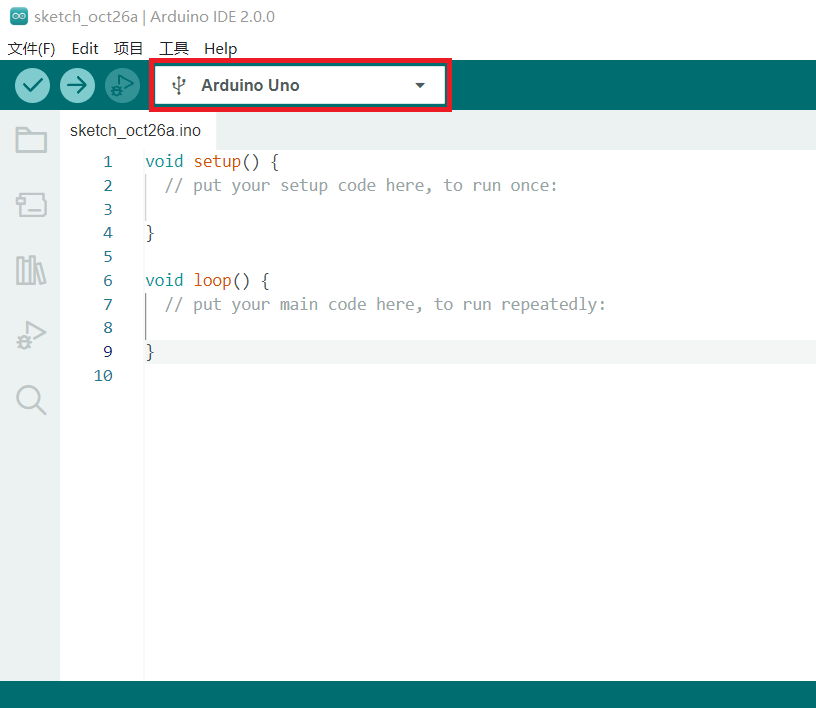 sketch_oct26a | Arduino IDE 2.0.0
文件(F) Edit 项目 工具 Help
Arduino Uno
sketch_oct26a.ino
1 void setup() {
2 // put your setup code here, to run once:
3
4 }
5
6 void loop() {
7 // put your main code here, to run repeatedly:
8
9 }
10